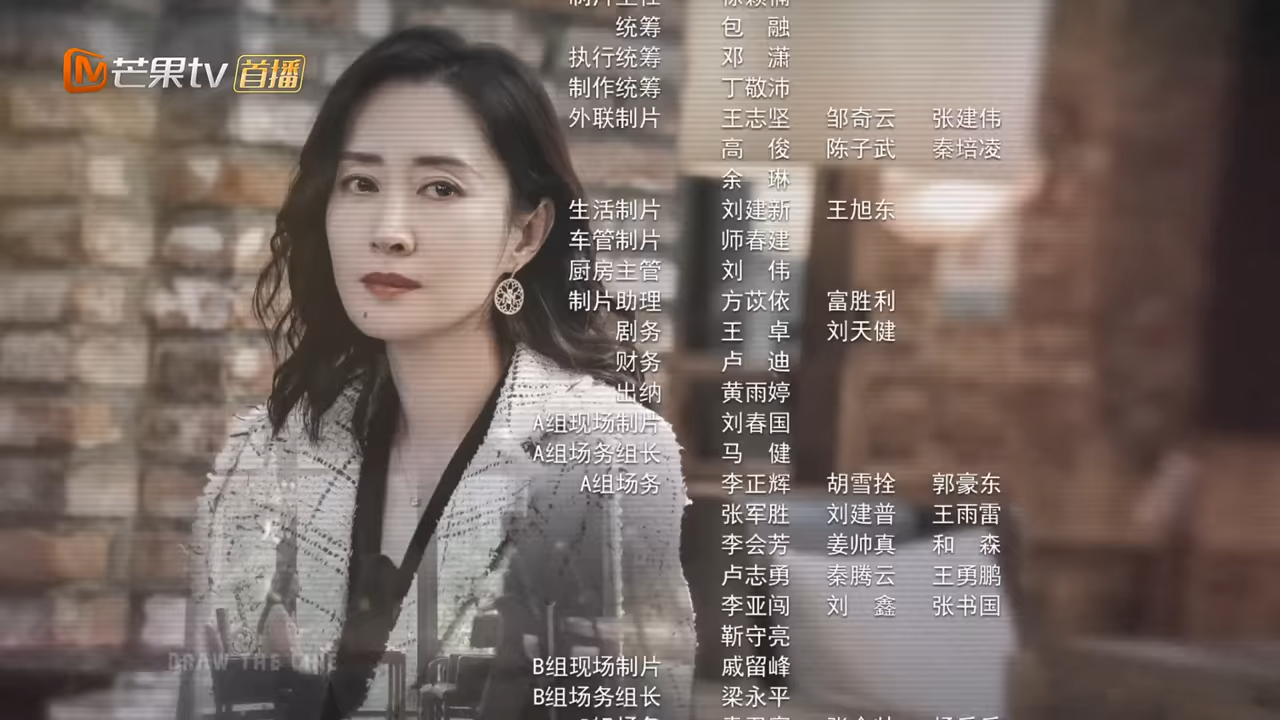 芒果tv 首播
统筹 包 融
执行统筹 邓 潇
制作统筹 丁敬沛
外联制片 王志坚 邹奇云 张建伟
高 俊 陈子武 秦培凌
余 琳
生活制片 刘建新 王旭东
车管制片 师春建
厨房主管 刘 伟
制片助理 方苡依 富胜利
剧务 王 卓 刘天健
财务 卢 迪
出纳 黄雨婷
A组现场制片 刘春国
A组场务组长 马 健
A组场务 李正辉 胡雪拴 郭豪东
张军胜 刘建普 王雨雷
李会芳 姜帅真 和 森
卢志勇 秦腾云 王勇鹏
李亚闯 刘 鑫 张书国
靳守亮
DRAW THE LINE
B组现场制片 戚留峰
B组场务组长 梁永平